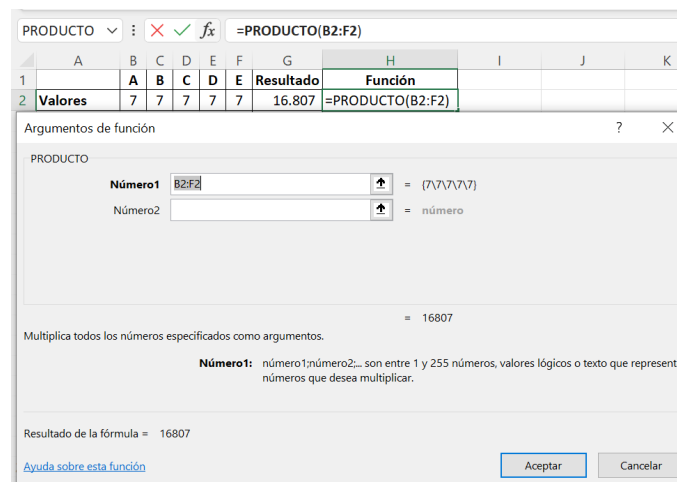 PRODUCTO fx =PRODUCTO(B2:F2)
A B C D E F G H I J K
1 A B C D E Resultado Función
2 Valores 7 7 7 7 7 16.807 =PRODUCTO(B2:F2)
Argumentos de función ?
PRODUCTO
Número1 B2:F2 = {7\7\7\7\7}
Número2 = número
= 16807
Multiplica todos los números especificados como argumentos.
Número1: número1;número2;... son entre 1 y 255 números, valores lógicos o texto que represent
números que desea multiplicar.
Resultado de la fórmula = 16807
Ayuda sobre esta función Aceptar Cancelar